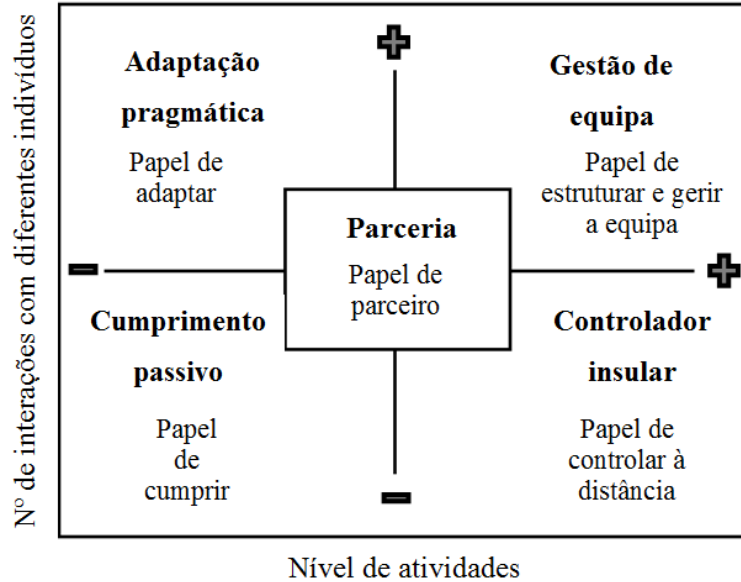 Nº de interações com diferentes indivíduos
Adaptação
pragmática
Papel de
adaptar
Gestão de
equipa
Papel de
estruturar e gerir
a equipa
Parceria
Papel de
parceiro
Cumprimento
passivo
Papel
de
cumprir
Controlador
insular
Papel de
controlar à
distância
Nível de atividades